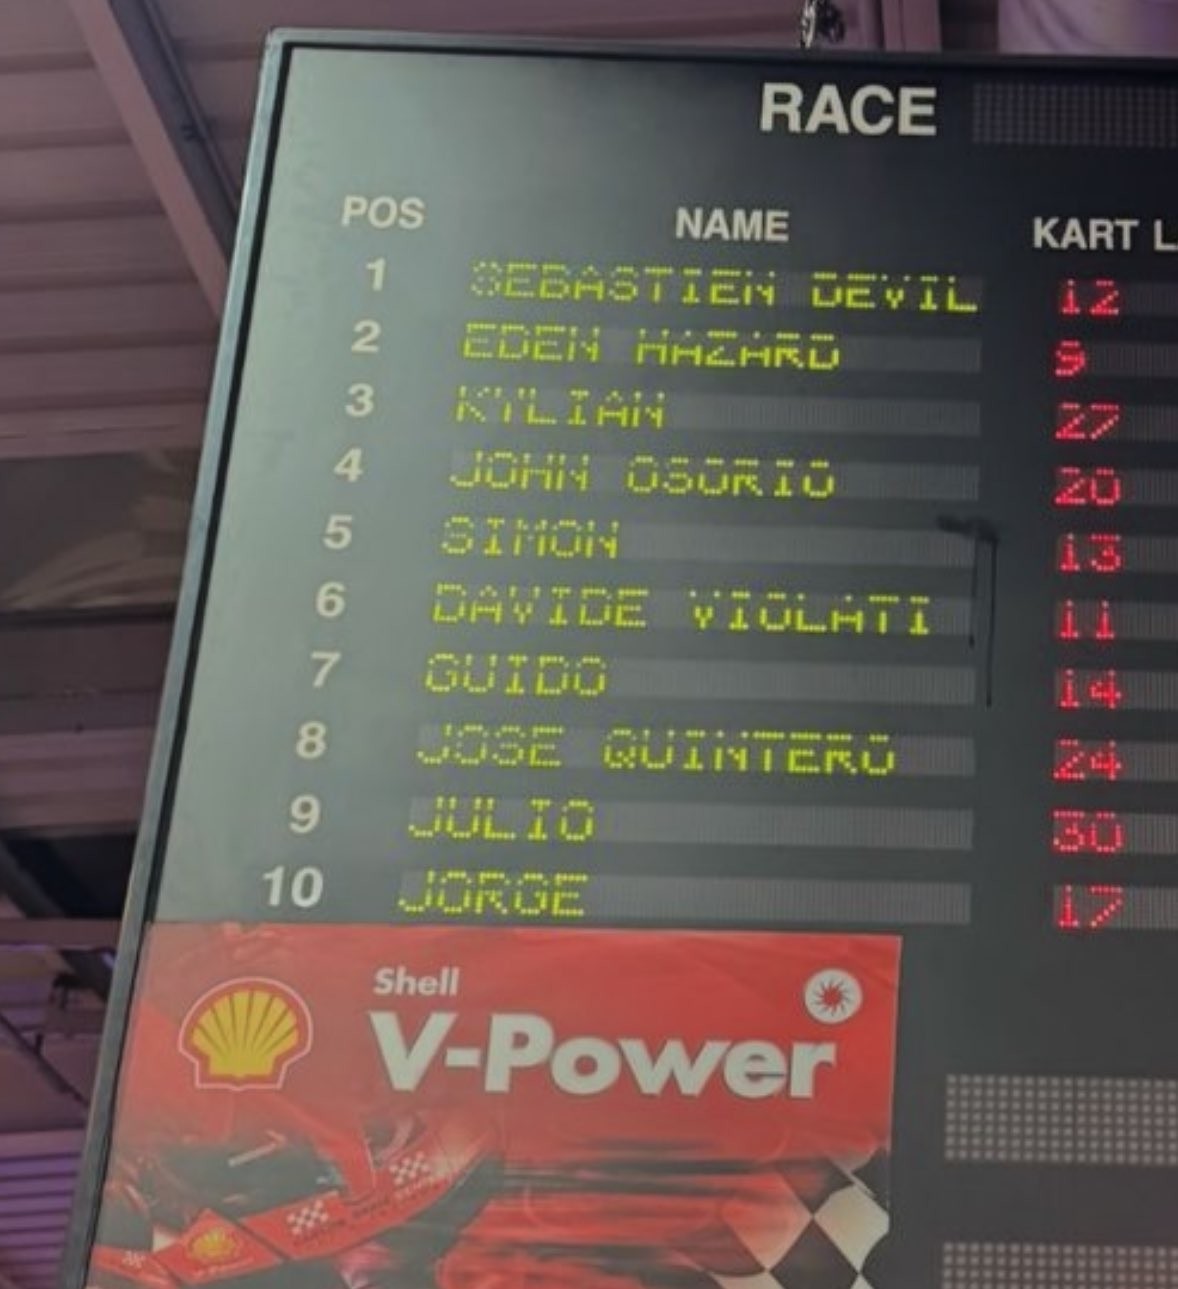 RACE
POS NAME KART L
1 SEBASTIEN DEVIL 12
2 EDEN HAZARD 9
3 KYLIAN 27
4 JOHN OSORIO 20
5 SIMON 13
6 DAVIDE VIOLATI 11
7 GUIDO 14
8 JOSE QUINTERO 24
9 JULIO 30
10 JORGE 17
Shell
V-Power